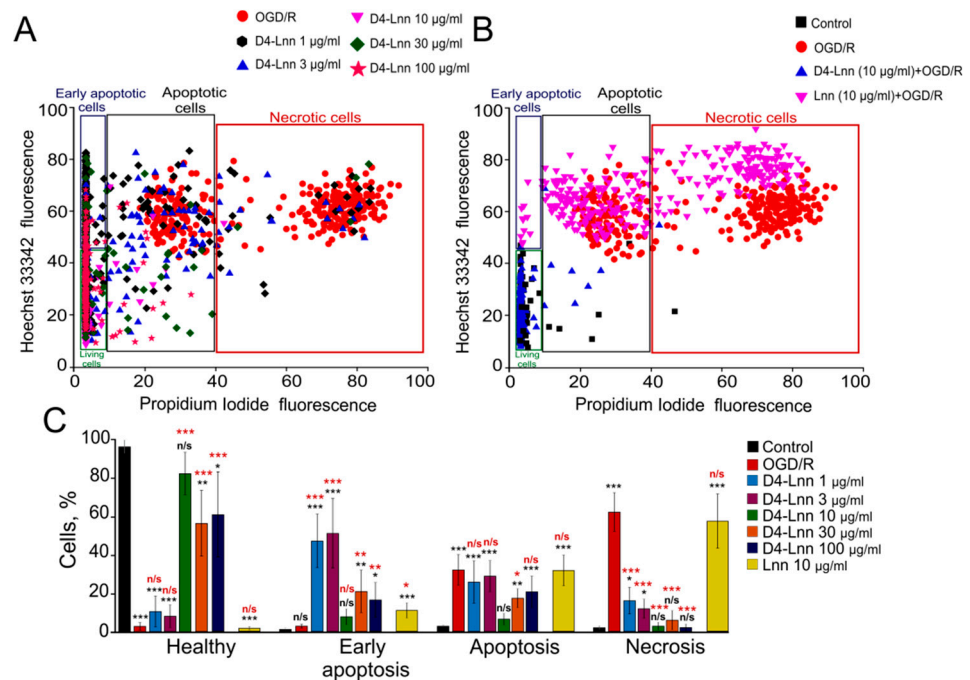 A
OGD/R
D4-Lnn 1 µg/ml
D4-Lnn 3 µg/ml
D4-Lnn 10 µg/ml
D4-Lnn 30 µg/ml
D4-Lnn 100 µg/ml
Early apoptotic
cells
Apoptotic
cells
Necrotic cells
Living
cells
Hoechst 33342 fluorescence
100
80
60
40
20
0
0 20 40 60 80 100
Propidium Iodide fluorescence
B
Control
OGD/R
D4-Lnn (10 µg/ml)+OGD/R
Lnn (10 µg/ml)+OGD/R
Early apoptotic
cells
Apoptotic
cells
Necrotic cells
Living
cells
Hoechst 33342 fluorescence
100
80
60
40
20
0
0 20 40 60 80 100
Propidium Iodide fluorescence
C
Cells, %
100
80
60
40
20
0
***
n/s
***
n/s
***
***
n/s
***
**
***
*
n/s
***
n/s
***
***
***
***
n/s
n/s
**
**
**
*
*
***
***
n/s
***
n/s
***
n/s
n/s
*
**
n/s
***
n/s
***
***
***
*
***
*
***
n/s
***
n/s
***
n/s
n/s
***
Healthy
Early
apoptosis
Apoptosis
Necrosis
Control
OGD/R
D4-Lnn 1 µg/ml
D4-Lnn 3 µg/ml
D4-Lnn 10 µg/ml
D4-Lnn 30 µg/ml
D4-Lnn 100 µg/ml
Lnn 10 µg/ml